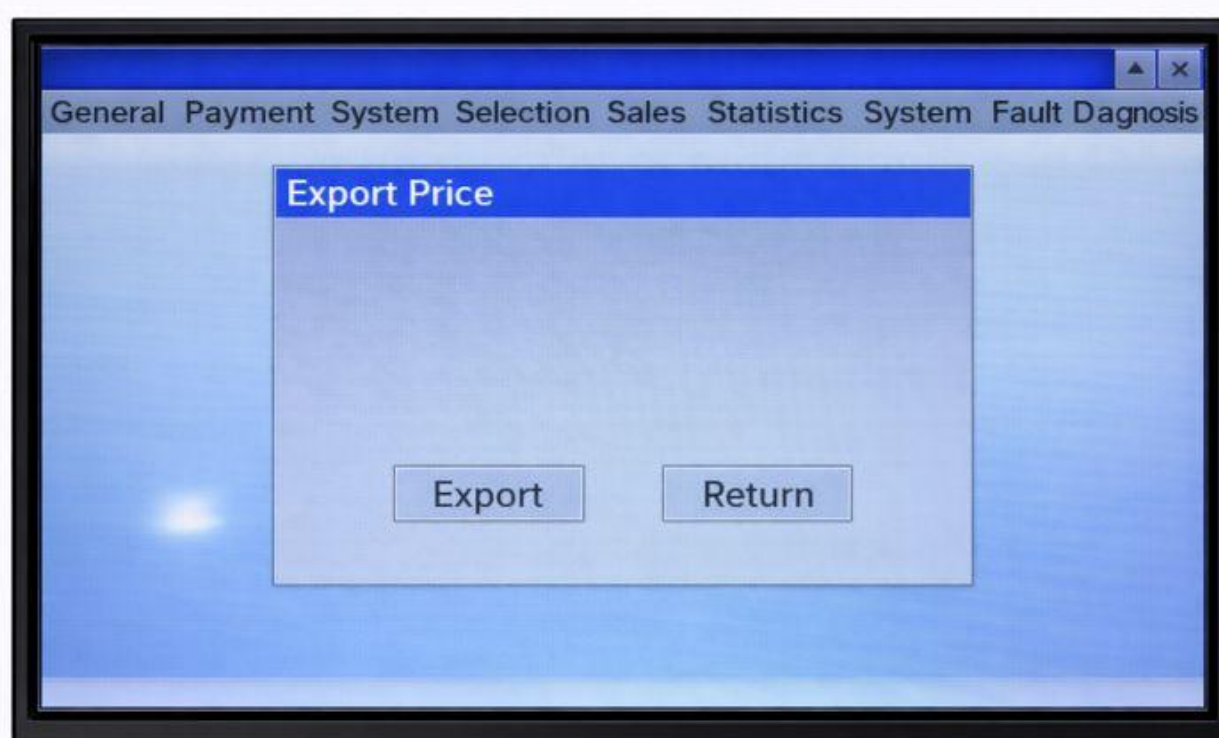 General Payment System Selection Sales Statistics System Fault Dagnosis
Export Price
Export Return